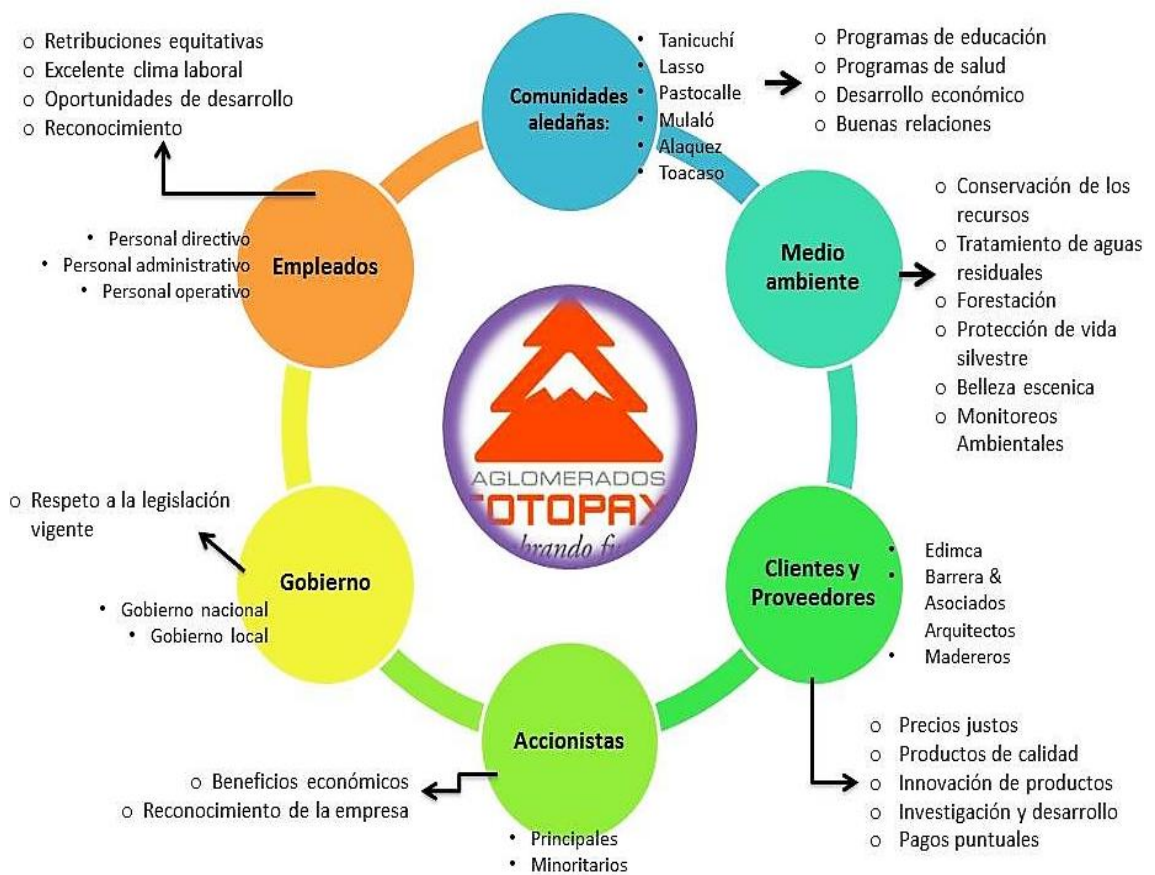 Comunidades
aledañas:
• Tanicuchí
• Lasso
• Pastocalle
• Mulaló
• Alaquez
• Toacaso
o Programas de educación
o Programas de salud
o Desarrollo económico
o Buenas relaciones
Medio
ambiente
o Conservación de los
recursos
o Tratamiento de aguas
residuales
o Forestación
o Protección de vida
silvestre
o Belleza escenica
o Monitoreos
Ambientales
Clientes y
Proveedores
• Edimca
• Barrera &
Asociados
Arquitectos
• Madereros
o Precios justos
o Productos de calidad
o Innovación de productos
o Investigación y desarrollo
o Pagos puntuales
Accionistas
• Principales
• Minoritarios
o Beneficios económicos
o Reconocimiento de la empresa
Gobierno
• Gobierno nacional
• Gobierno local
o Respeto a la legislación
vigente
Empleados
• Personal directivo
• Personal administrativo
• Personal operativo
o Retribuciones equitativas
o Excelente clima laboral
o Oportunidades de desarrollo
o Reconocimiento
AGLOMERADOS
COTOPAX